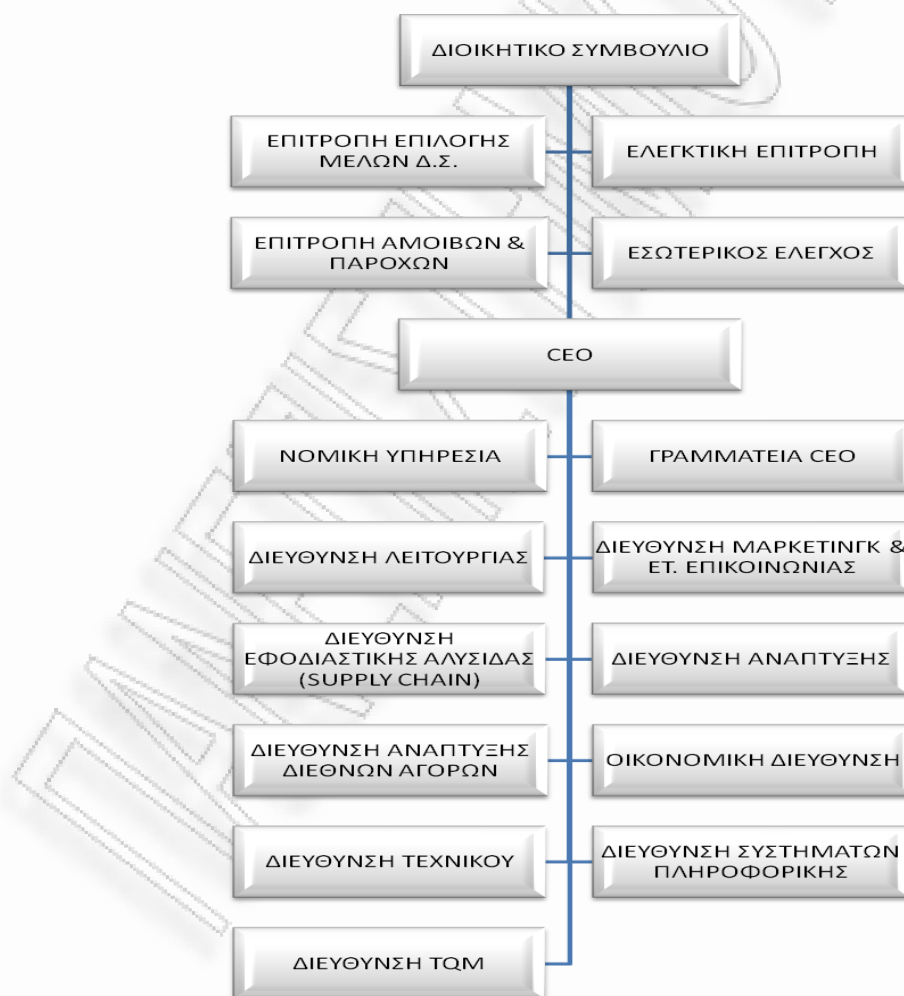 ΔΙΟΙΚΗΤΙΚΟ ΣΥΜΒΟΥΛΙΟ
ΕΠΙΤΡΟΠΗ ΕΠΙΛΟΓΗΣ
ΜΕΛΩΝ Δ.Σ.
ΕΛΕΓΚΤΙΚΗ ΕΠΙΤΡΟΠΗ
ΕΠΙΤΡΟΠΗ ΑΜΟΙΒΩΝ &
ΠΑΡΟΧΩΝ
ΕΣΩΤΕΡΙΚΟΣ ΕΛΕΓΧΟΣ
CEO
ΝΟΜΙΚΗ ΥΠΗΡΕΣΙΑ
ΓΡΑΜΜΑΤΕΙΑ CEO
ΔΙΕΥΘΥΝΣΗ ΛΕΙΤΟΥΡΓΙΑΣ
ΔΙΕΥΘΥΝΣΗ ΜΑΡΚΕΤΙΝΓΚ &
ΕΤ. ΕΠΙΚΟΙΝΩΝΙΑΣ
ΔΙΕΥΘΥΝΣΗ
ΕΦΟΔΙΑΣΤΙΚΗΣ ΑΛΥΣΙΔΑΣ
(SUPPLY CHAIN)
ΔΙΕΥΘΥΝΣΗ ΑΝΑΠΤΥΞΗΣ
ΔΙΕΥΘΥΝΣΗ ΑΝΑΠΤΥΞΗΣ
ΔΙΕΘΝΩΝ ΑΓΟΡΩΝ
ΟΙΚΟΝΟΜΙΚΗ ΔΙΕΥΘΥΝΣΗ
ΔΙΕΥΘΥΝΣΗ ΤΕΧΝΙΚΟΥ
ΔΙΕΥΘΥΝΣΗ ΣΥΣΤΗΜΑΤΩΝ
ΠΛΗΡΟΦΟΡΙΚΗΣ
ΔΙΕΥΘΥΝΣΗ TQM